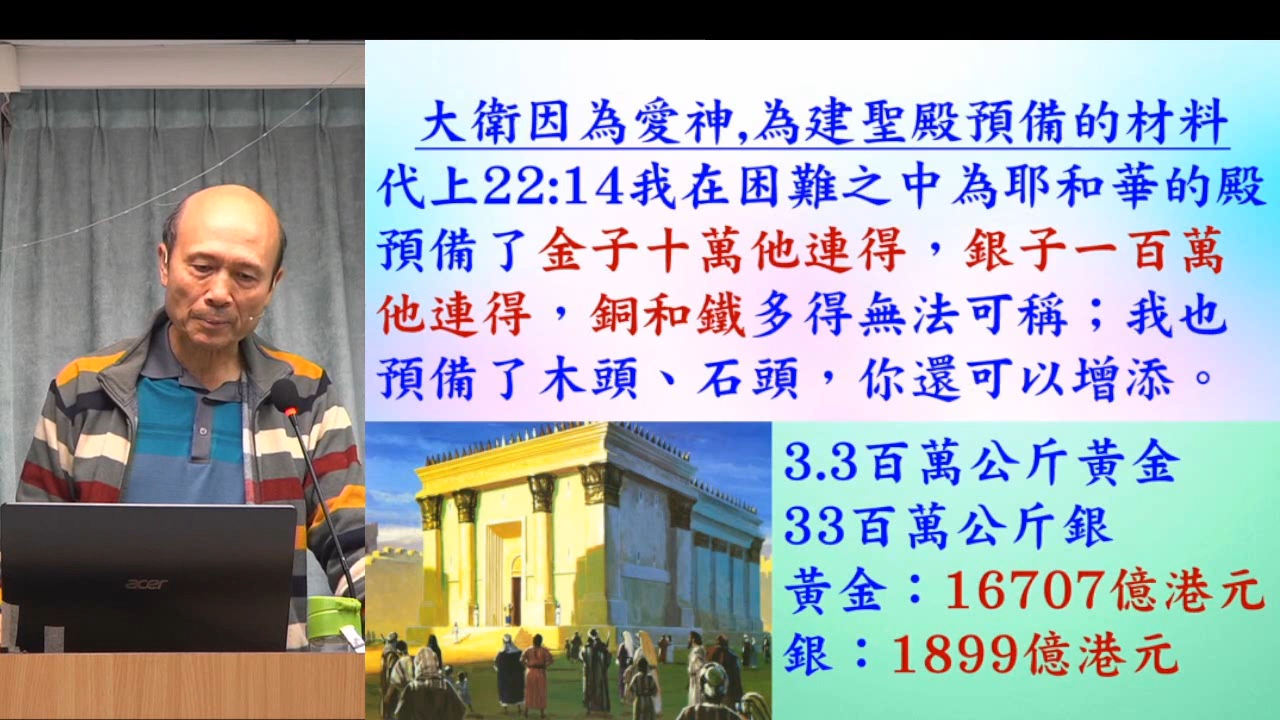 大衛因為愛神,為建聖殿預備的材料
代上22:14我在困難之中為耶和華的殿
預備了金子十萬他連得，銀子一百萬
他連得，銅和鐵多得無法可稱；我也
預備了木頭、石頭，你還可以增添。
3.3百萬公斤黃金
33百萬公斤銀
黃金：16707億港元
銀：1899億港元
acer